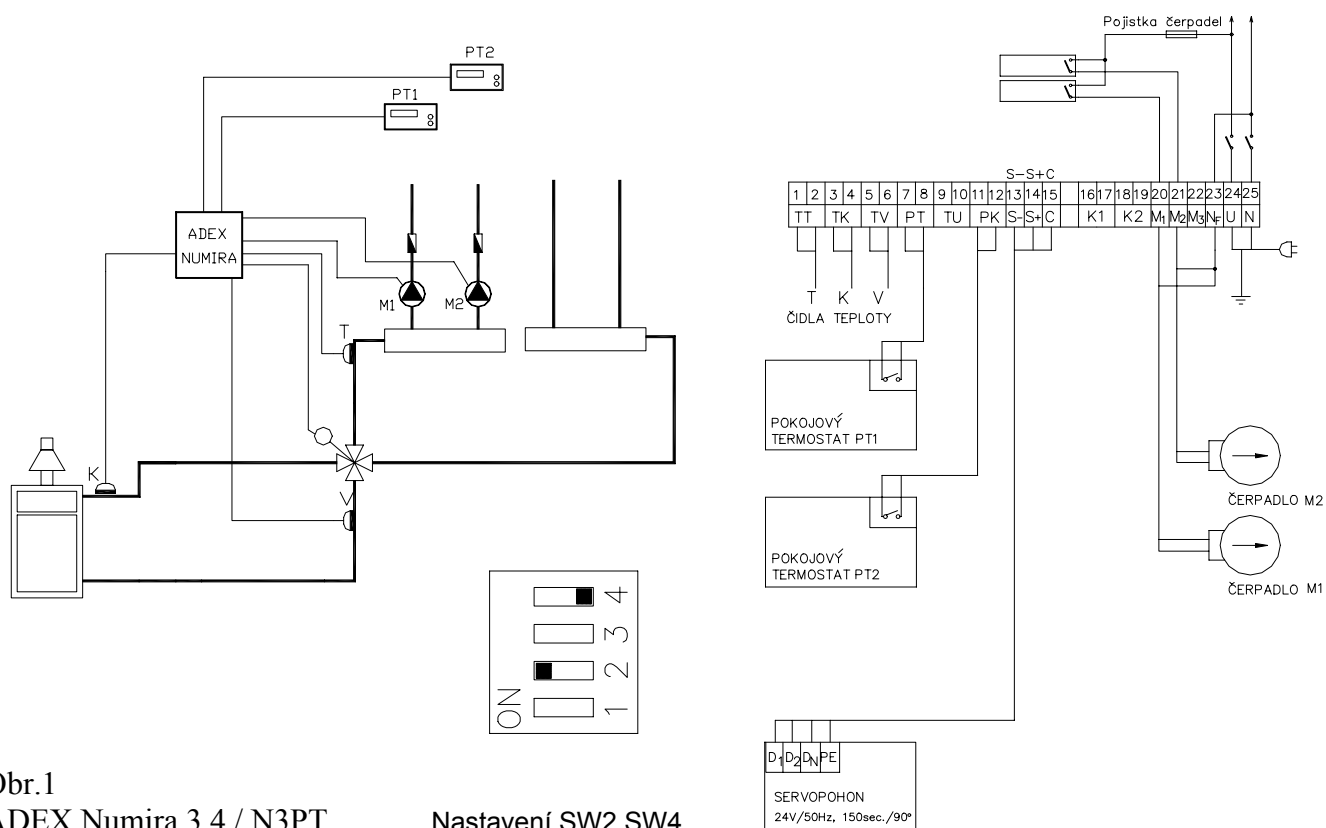 PT2
PT1
ADEX
NUMIRA
M1
M2
T
K
V
ON
1
2
3
4
Obr.1
ADEX Numira 3.4 / N3PT
Nastavení SW2 SW4
Pojistka čerpadel
S-S+C
1 2 3 4 5 6 7 8 9 10 11 12 13 14 15 16 17 18 19 20 21 22 23 24 25
TT TK TV PT TU PK S- S+ C K1 K2 M1 M2 M3 NF U N
T K V
ČIDLA TEPLOTY
POKOJOVÝ
TERMOSTAT PT1
POKOJOVÝ
TERMOSTAT PT2
ČERPADLO M2
ČERPADLO M1
D1 D2 DN PE
SERVOPOHON
24V/50Hz, 150sec./90°